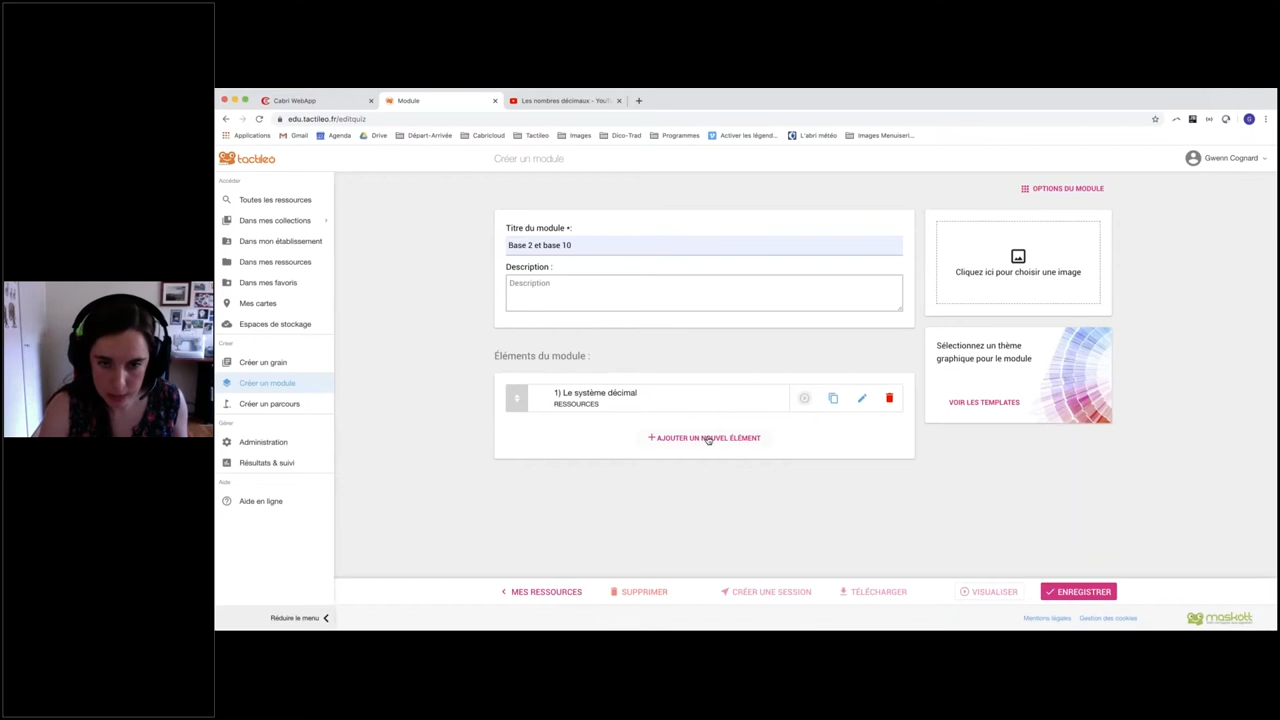 Cabri WebApp
Module
Les nombres décimaux - YouT
edu.tactileo.fr/editquiz
Applications
Gmail
Agenda
Drive
Départ-Arrivée
Cabricloud
Tactileo
Images
Dico-Trad
Programmes
Activer les légend...
L'abri météo
Images Menuiseri...
tactileo
Créer un module
Gwenn Cognard
Accéder
Toutes les ressources
Dans mes collections
Dans mon établissement
Dans mes ressources
Dans mes favoris
Mes cartes
Espaces de stockage
Créer
Créer un grain
Créer un module
Créer un parcours
Gérer
Administration
Résultats & suivi
Aide
Aide en ligne
Réduire le menu
OPTIONS DU MODULE
Titre du module •:
Base 2 et base 10
Description :
Description
Cliquez ici pour choisir une image
Sélectionnez un thème
graphique pour le module
VOIR LES TEMPLATES
Éléments du module :
1) Le système décimal
RESSOURCES
+ AJOUTER UN NOUVEL ÉLÉMENT
MES RESSOURCES
SUPPRIMER
CRÉER UNE SESSION
TÉLÉCHARGER
VISUALISER
ENREGISTRER
Mentions légales
Gestion des cookies
maskott